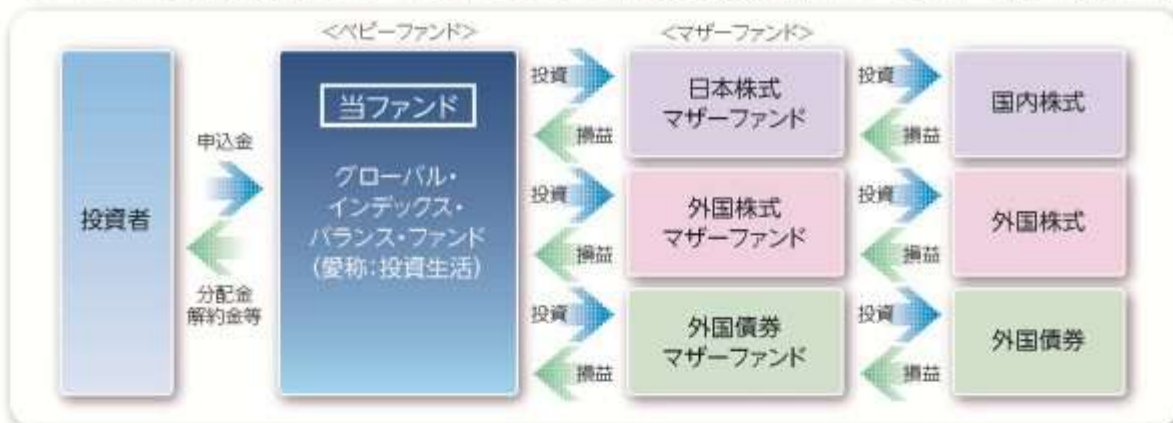 <ベビーファンド>
<マザーファンド>
投資者
申込金
分配金
解約金等
当ファンド
グローバル・
インデックス・
バランス・ファンド
(愛称:投資生活)
投資
損益
日本株式
マザーファンド
投資
損益
国内株式
投資
損益
外国株式
マザーファンド
投資
損益
外国株式
投資
損益
外国債券
マザーファンド
投資
損益
外国債券